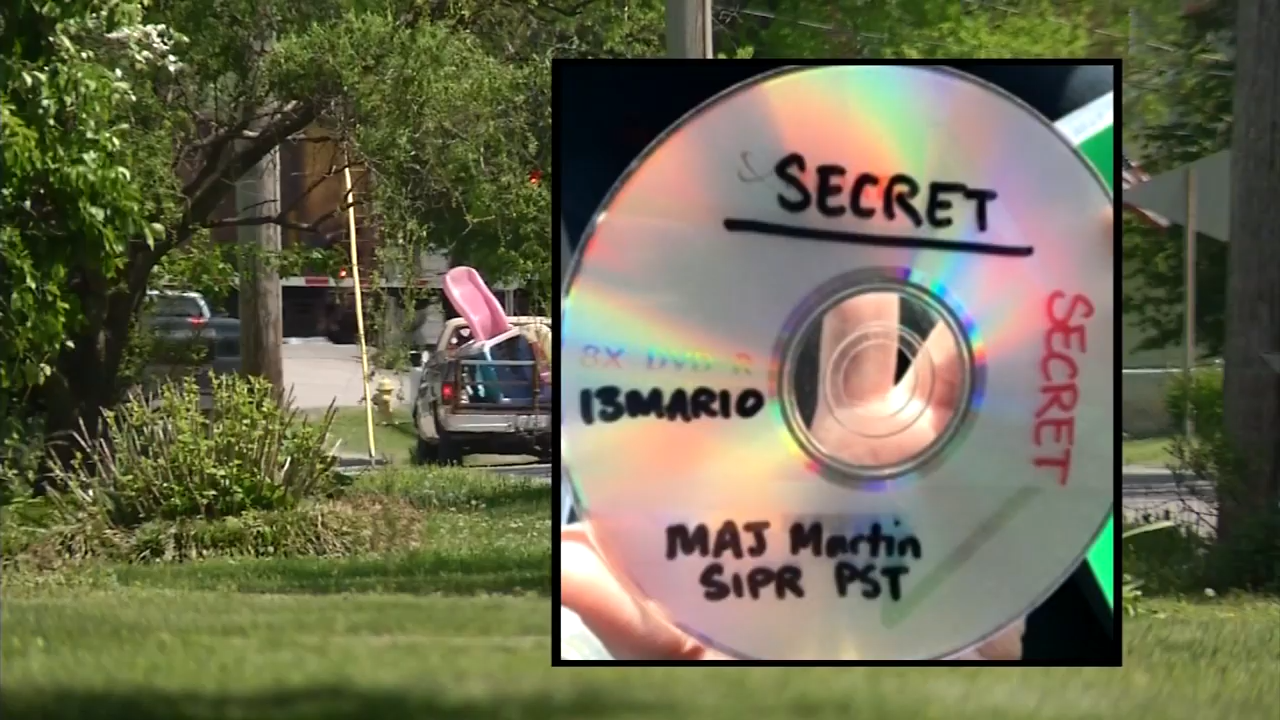 SECRET
8X DVD-R
13MARIO
SECRET
MAJ Martin
SIPR PST